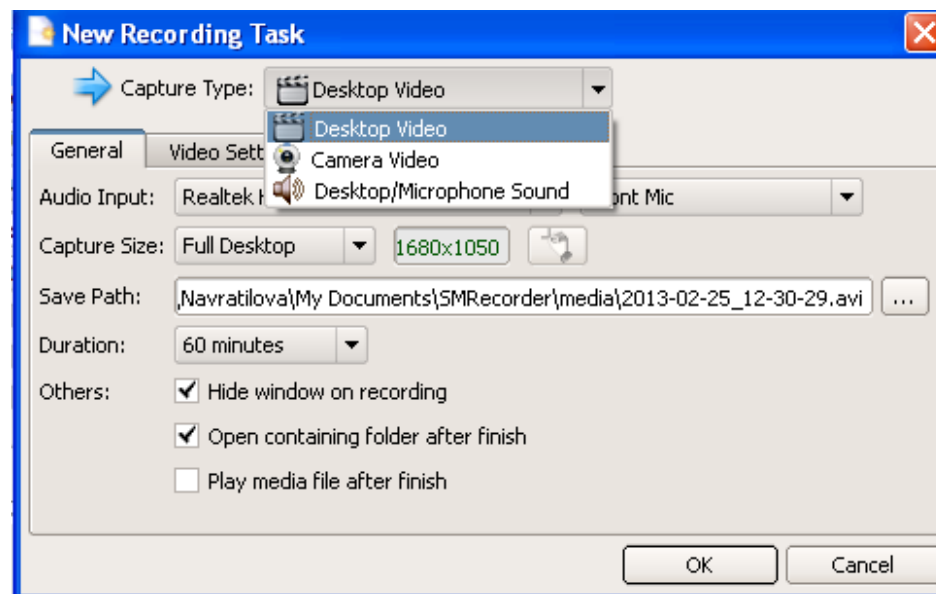 New Recording Task
Capture Type: Desktop Video
Desktop Video
Camera Video
Desktop/Microphone Sound
General Video Sett
Audio Input: Realtek Mic
Capture Size: Full Desktop 1680x1050
Save Path: ,Navratilova\My Documents\SMRecorder\media\2013-02-25_12-30-29.avi ...
Duration: 60 minutes
Others: Hide window on recording
Open containing folder after finish
Play media file after finish
OK Cancel